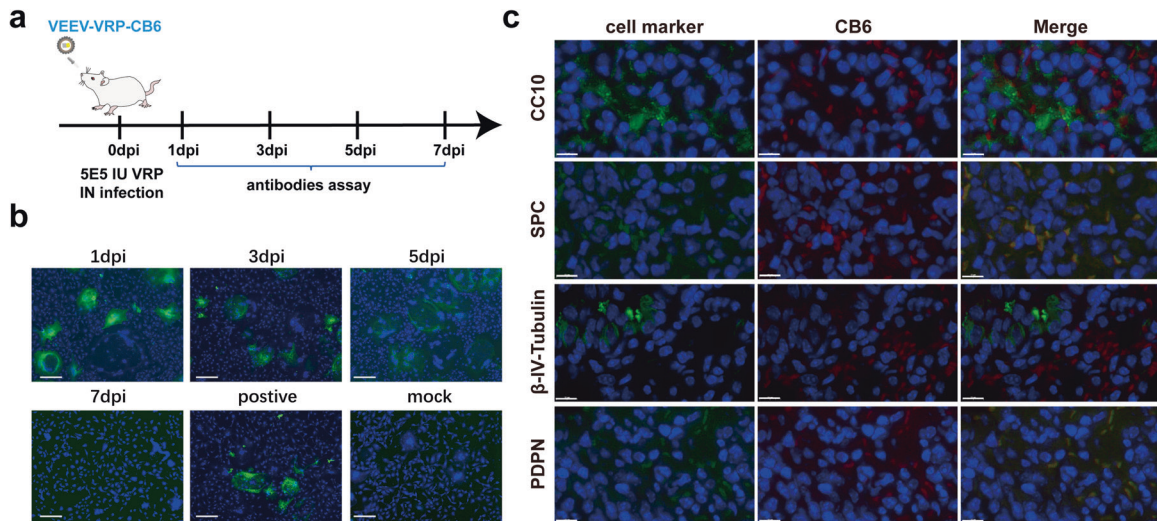 a
VEEV-VRP-CB6
0dpi
1dpi
3dpi
5dpi
7dpi
5E5 IU VRP
IN infection
antibodies assay
b
1dpi
3dpi
5dpi
7dpi
postive
mock
c
cell marker
CB6
Merge
CC10
SPC
β-IV-Tubulin
PDPN